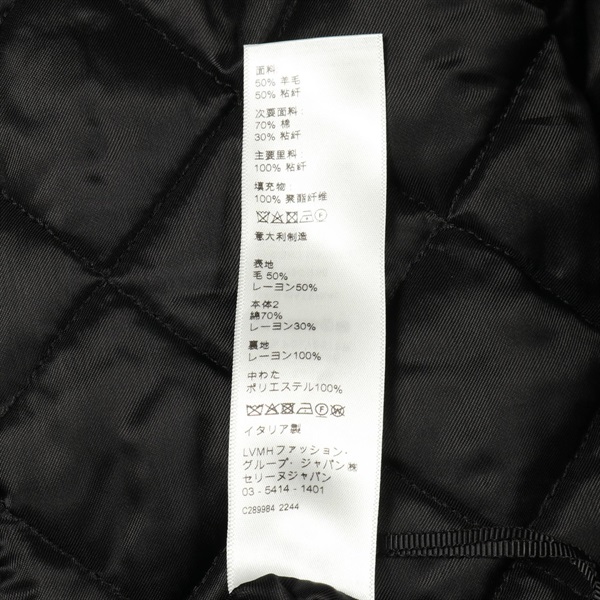 面料
50% 羊毛
50% 粘纤
次要面料
70% 棉
30% 粘纤
主要里料
100% 粘纤
填充物
100% 聚酯纤维
意大利制造
表地
毛 50%
レーヨン50%
本体2
綿70%
レーヨン30%
裏地
レーヨン100%
中わた
ポリエステル100%
イタリア製
LVMHファッション・
グループ・ジャパン㈱
セリーヌジャパン
03 - 5414 - 1401
C289984 2244